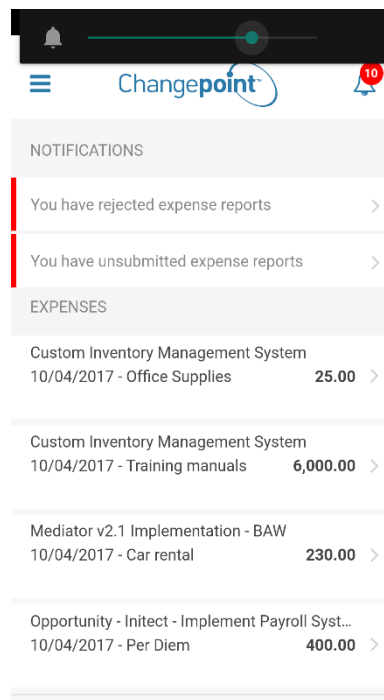 Changepoint
10
NOTIFICATIONS
You have rejected expense reports
You have unsubmitted expense reports
EXPENSES
Custom Inventory Management System
10/04/2017 - Office Supplies 25.00
Custom Inventory Management System
10/04/2017 - Training manuals 6,000.00
Mediator v2.1 Implementation - BAW
10/04/2017 - Car rental 230.00
Opportunity - Initect - Implement Payroll Syst...
10/04/2017 - Per Diem 400.00